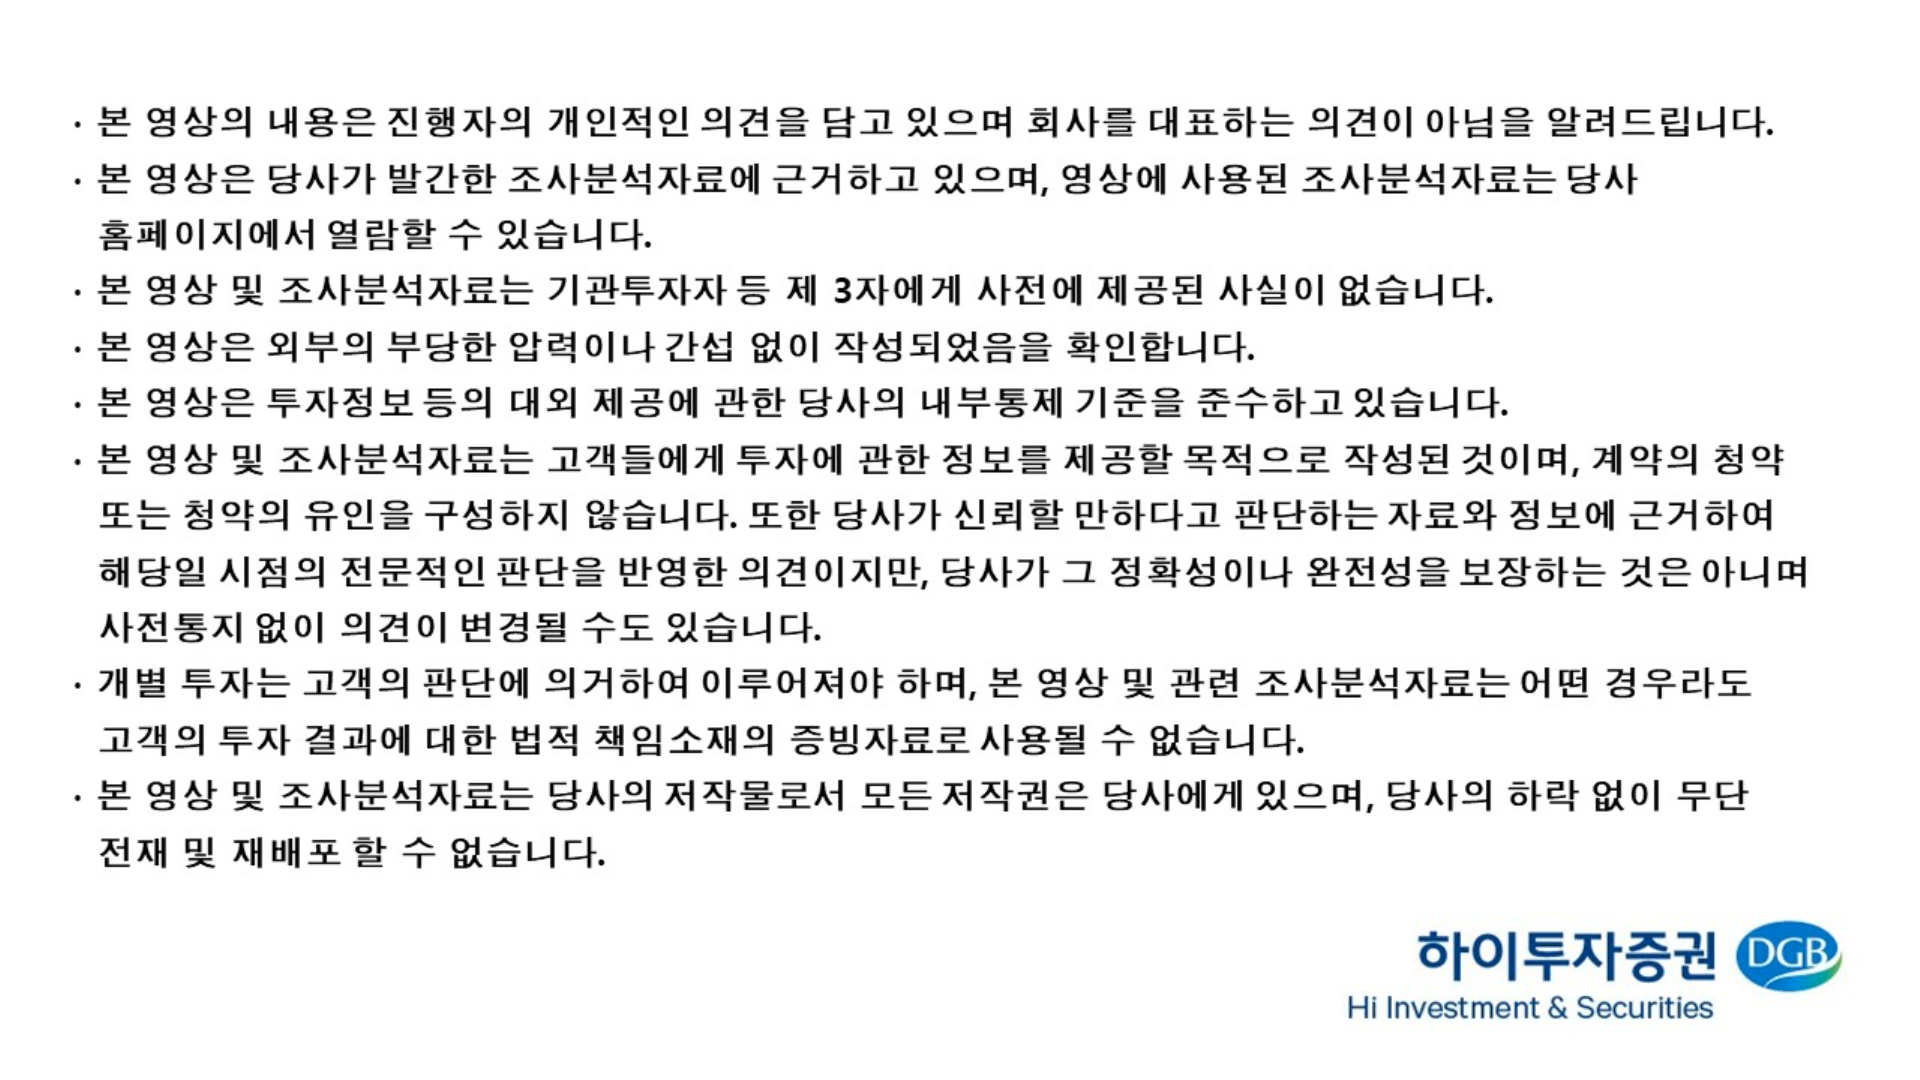 · 본 영상의 내용은 진행자의 개인적인 의견을 담고 있으며 회사를 대표하는 의견이 아님을 알려드립니다.
· 본 영상은 당사가 발간한 조사분석자료에 근거하고 있으며, 영상에 사용된 조사분석자료는 당사
홈페이지에서 열람할 수 있습니다.
· 본 영상 및 조사분석자료는 기관투자자 등 제 3자에게 사전에 제공된 사실이 없습니다.
· 본 영상은 외부의 부당한 압력이나 간섭 없이 작성되었음을 확인합니다.
· 본 영상은 투자정보 등의 대외 제공에 관한 당사의 내부통제 기준을 준수하고 있습니다.
· 본 영상 및 조사분석자료는 고객들에게 투자에 관한 정보를 제공할 목적으로 작성된 것이며, 계약의 청약
또는 청약의 유인을 구성하지 않습니다. 또한 당사가 신뢰할 만하다고 판단하는 자료와 정보에 근거하여
해당일 시점의 전문적인 판단을 반영한 의견이지만, 당사가 그 정확성이나 완전성을 보장하는 것은 아니며
사전통지 없이 의견이 변경될 수도 있습니다.
· 개별 투자는 고객의 판단에 의거하여 이루어져야 하며, 본 영상 및 관련 조사분석자료는 어떤 경우라도
고객의 투자 결과에 대한 법적 책임소재의 증빙자료로 사용될 수 없습니다.
· 본 영상 및 조사분석자료는 당사의 저작물로서 모든 저작권은 당사에게 있으며, 당사의 허락 없이 무단
전재 및 재배포 할 수 없습니다.
하이투자증권 DGB
Hi Investment & Securities